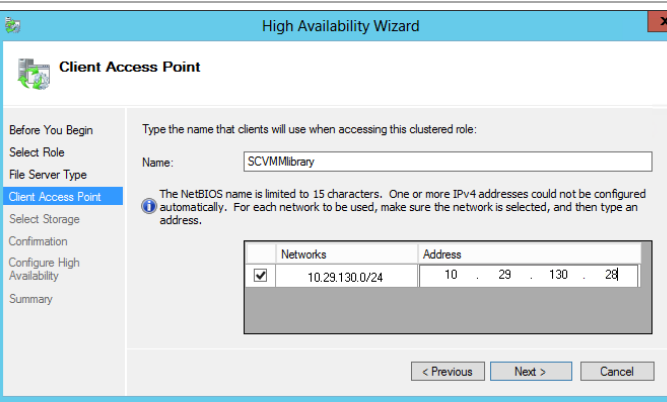 High Availability Wizard
x
Client Access Point
Before You Begin
Select Role
File Server Type
Client Access Point
Select Storage
Confirmation
Configure High
Availability
Summary
Type the name that clients will use when accessing this clustered role:
Name: SCVMMlibrary
The NetBIOS name is limited to 15 characters. One or more IPv4 addresses could not be configured
automatically. For each network to be used, make sure the network is selected, and then type an
address.
Networks Address
10.29.130.0/24 10 . 29 . 130 . 28
< Previous Next > Cancel